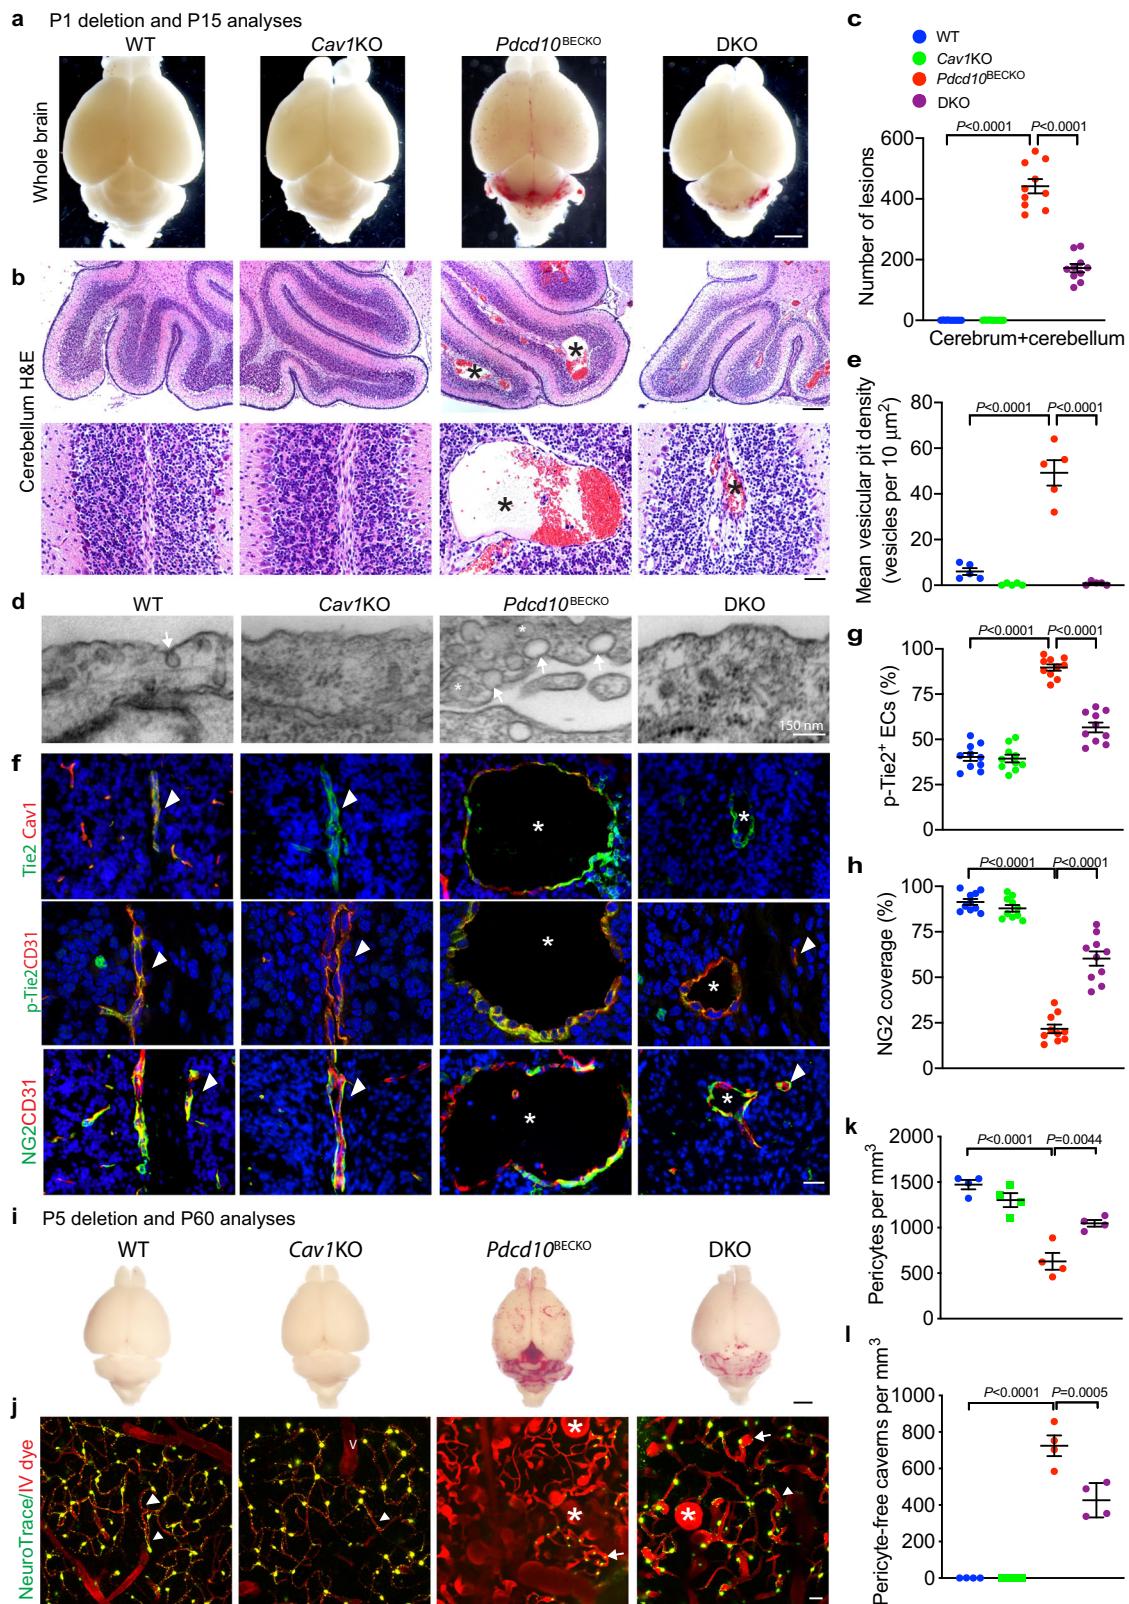 a P1 deletion and P15 analyses
WT Cav1KO Pdcd10BECKO DKO
Whole brain
b
Cerebellum H&E
* *
* *
c
WT
Cav1KO
Pdcd10BECKO
DKO
P<0.0001 P<0.0001
Number of lesions
600
400
200
0
Cerebrum+cerebellum
d
WT Cav1KO Pdcd10BECKO DKO
* *
150 nm
e
Mean vesicular pit density
(vesicles per 10 µm2)
P<0.0001 P<0.0001
80
60
40
20
0
f
Tie2 Cav1
* *
p-Tie2CD31
* *
NG2CD31
* *
g
p-Tie2+ ECs (%)
P<0.0001 P<0.0001
100
75
50
25
0
h
NG2 coverage (%)
P<0.0001 P<0.0001
100
75
50
25
0
i P5 deletion and P60 analyses
WT Cav1KO Pdcd10BECKO DKO
j
NeuroTrace/IV dye
V
* * *
k
Pericytes per mm3
P<0.0001 P=0.0044
2000
1500
1000
500
0
l
Pericyte-free caverns per mm3
P<0.0001 P=0.0005
1000
800
600
400
200
0